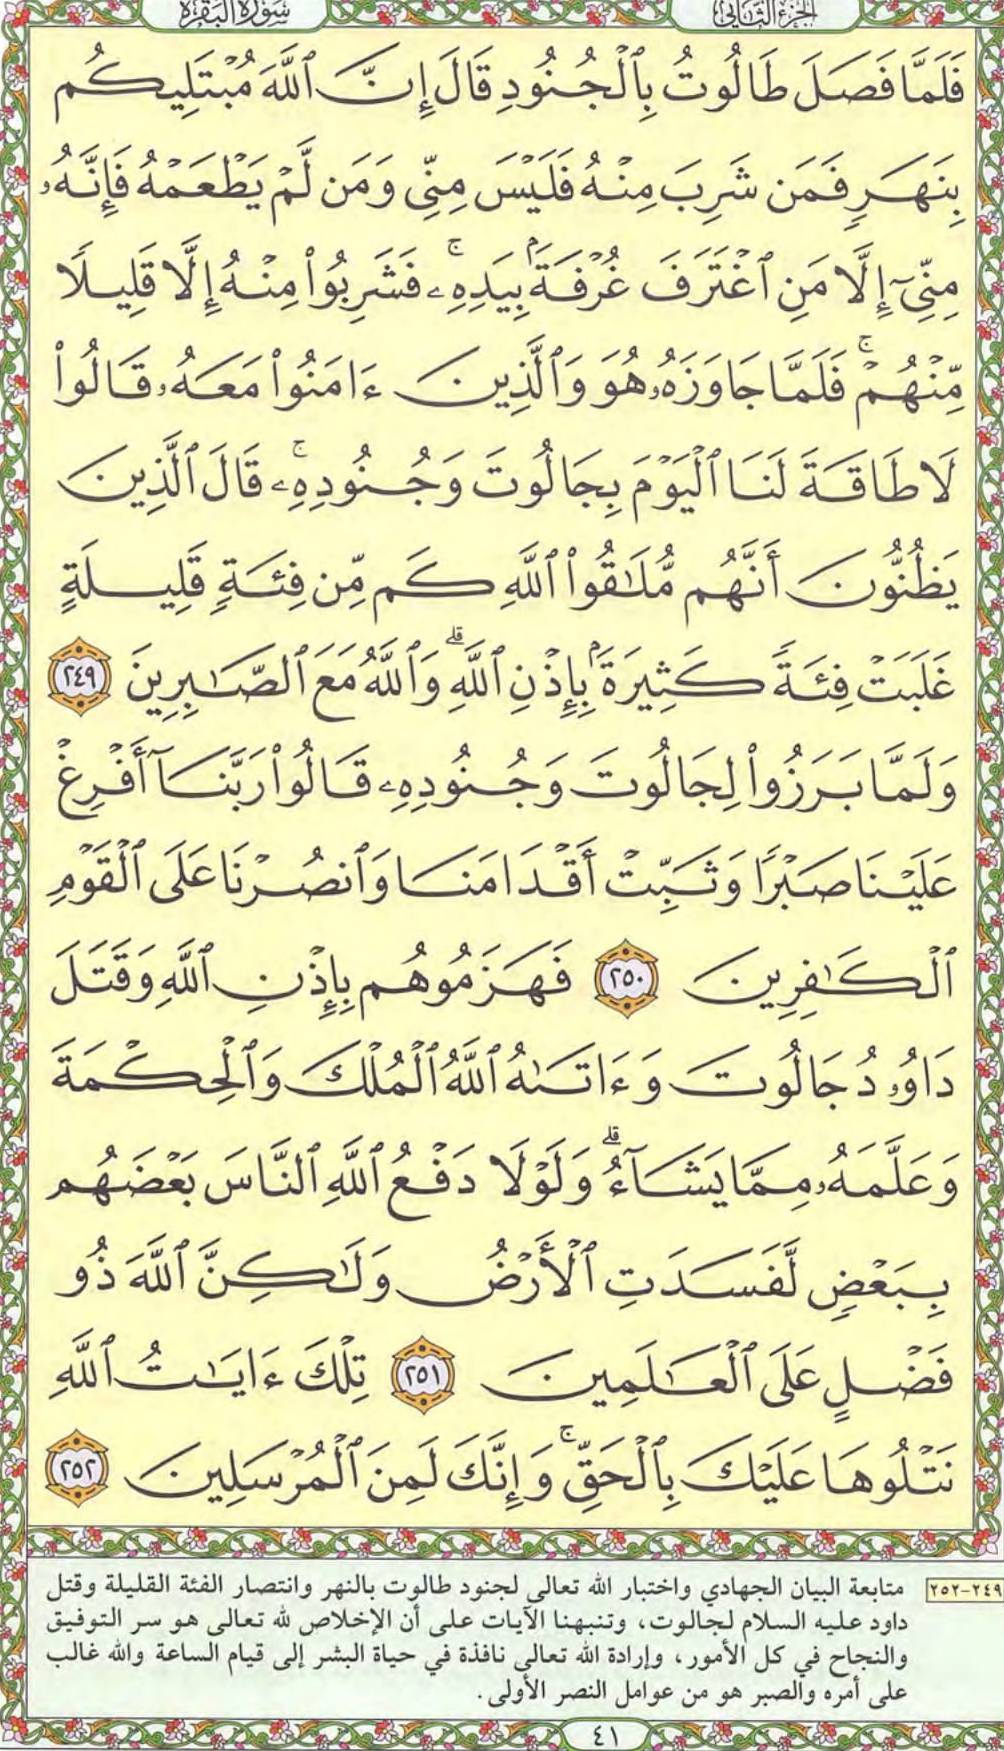 سورة البقرة
الجزء الثاني
فَلَمَّا فَصَلَ طَالُوتُ بِٱلْجُنُودِ قَالَ إِنَّ ٱللَّهَ مُبْتَلِيكُم
بِنَهَرٍ فَمَن شَرِبَ مِنْهُ فَلَيْسَ مِنِّى وَمَن لَّمْ يَطْعَمْهُ فَإِنَّهُۥ
مِنِّىٓ إِلَّا مَنِ ٱغْتَرَفَ غُرْفَةًۢ بِيَدِهِۦ ۚ فَشَرِبُوا۟ مِنْهُ إِلَّا قَلِيلًا
مِّنْهُمْ ۚ فَلَمَّا جَاوَزَهُۥ هُوَ وَٱلَّذِينَ ءَامَنُوا۟ مَعَهُۥ قَالُوا۟
لَا طَاقَةَ لَنَا ٱلْيَوْمَ بِجَالُوتَ وَجُنُودِهِۦ ۚ قَالَ ٱلَّذِينَ
يَظُنُّونَ أَنَّهُم مُّلَـٰقُوا۟ ٱللَّهِ كَم مِّن فِئَةٍ قَلِيلَةٍ
غَلَبَتْ فِئَةً كَثِيرَةًۢ بِإِذْنِ ٱللَّهِ ۗ وَٱللَّهُ مَعَ ٱلصَّـٰبِرِينَ ٢٤٩
وَلَمَّا بَرَزُوا۟ لِجَالُوتَ وَجُنُودِهِۦ قَالُوا۟ رَبَّنَآ أَفْرِغْ
عَلَيْنَا صَبْرًا وَثَبِّتْ أَقْدَامَنَا وَٱنصُرْنَا عَلَى ٱلْقَوْمِ
ٱلْكَـٰفِرِينَ ٢٥٠ فَهَزَمُوهُم بِإِذْنِ ٱللَّهِ وَقَتَلَ
دَاوُۥدُ جَالُوتَ وَءَاتَىٰهُ ٱللَّهُ ٱلْمُلْكَ وَٱلْحِكْمَةَ
وَعَلَّمَهُۥ مِمَّا يَشَآءُ ۗ وَلَوْلَا دَفْعُ ٱللَّهِ ٱلنَّاسَ بَعْضَهُم
بِبَعْضٍ لَّفَسَدَتِ ٱلْأَرْضُ وَلَـٰكِنَّ ٱللَّهَ ذُو
فَضْلٍ عَلَى ٱلْعَـٰلَمِينَ ٢٥١ تِلْكَ ءَايَـٰتُ ٱللَّهِ
نَتْلُوهَا عَلَيْكَ بِٱلْحَقِّ ۚ وَإِنَّكَ لَمِنَ ٱلْمُرْسَلِينَ ٢٥٢
٢٤٩-٢٥٢ متابعة البيان الجهادي واختبار الله تعالى لجنود طالوت بالنهر وانتصار الفئة القليلة وقتل
داود عليه السلام لجالوت، وتنبهنا الآيات على أن الإخلاص لله تعالى هو سر التوفيق
والنجاح في كل الأمور، وإرادة الله تعالى نافذة في حياة البشر إلى قيام الساعة والله غالب
على أمره والصبر هو من عوامل النصر الأولى.
٤١